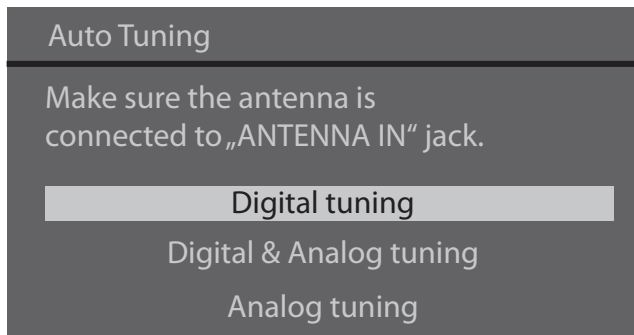 Auto Tuning
Make sure the antenna is
connected to „ANTENNA IN“ jack.
Digital tuning
Digital & Analog tuning
Analog tuning